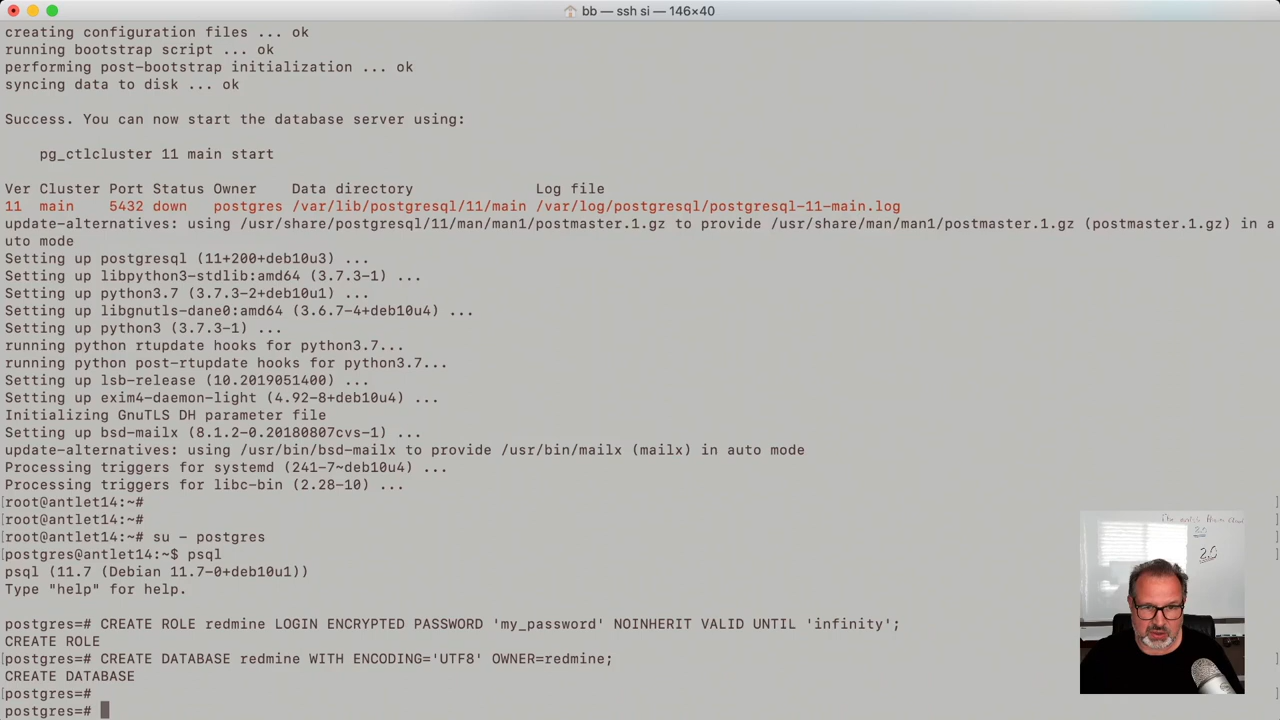 bb — ssh si — 146×40
creating configuration files ... ok
running bootstrap script ... ok
performing post-bootstrap initialization ... ok
syncing data to disk ... ok
Success. You can now start the database server using:
pg_ctlcluster 11 main start
Ver Cluster Port Status Owner    Data directory              Log file
11  main    5432 down   postgres /var/lib/postgresql/11/main /var/log/postgresql/postgresql-11-main.log
update-alternatives: using /usr/share/postgresql/11/man/man1/postmaster.1.gz to provide /usr/share/man/man1/postmaster.1.gz (postmaster.1.gz) in a
uto mode
Setting up postgresql (11+200+deb10u3) ...
Setting up libpython3-stdlib:amd64 (3.7.3-1) ...
Setting up python3.7 (3.7.3-2+deb10u1) ...
Setting up libgnutls-dane0:amd64 (3.6.7-4+deb10u4) ...
Setting up python3 (3.7.3-1) ...
running python rtupdate hooks for python3.7...
running python post-rtupdate hooks for python3.7...
Setting up lsb-release (10.2019051400) ...
Setting up exim4-daemon-light (4.92-8+deb10u4) ...
Initializing GnuTLS DH parameter file
Setting up bsd-mailx (8.1.2-0.20180807cvs-1) ...
update-alternatives: using /usr/bin/bsd-mailx to provide /usr/bin/mailx (mailx) in auto mode
Processing triggers for systemd (241-7~deb10u4) ...
Processing triggers for libc-bin (2.28-10) ...
[root@antlet14:~#
[root@antlet14:~#
[root@antlet14:~# su - postgres
[postgres@antlet14:~$ psql
psql (11.7 (Debian 11.7-0+deb10u1))
Type "help" for help.
postgres=# CREATE ROLE redmine LOGIN ENCRYPTED PASSWORD 'my_password' NOINHERIT VALID UNTIL 'infinity';
CREATE ROLE
[postgres=# CREATE DATABASE redmine WITH ENCODING='UTF8' OWNER=redmine;
CREATE DATABASE
[postgres=#
postgres=#
2.0
2.0